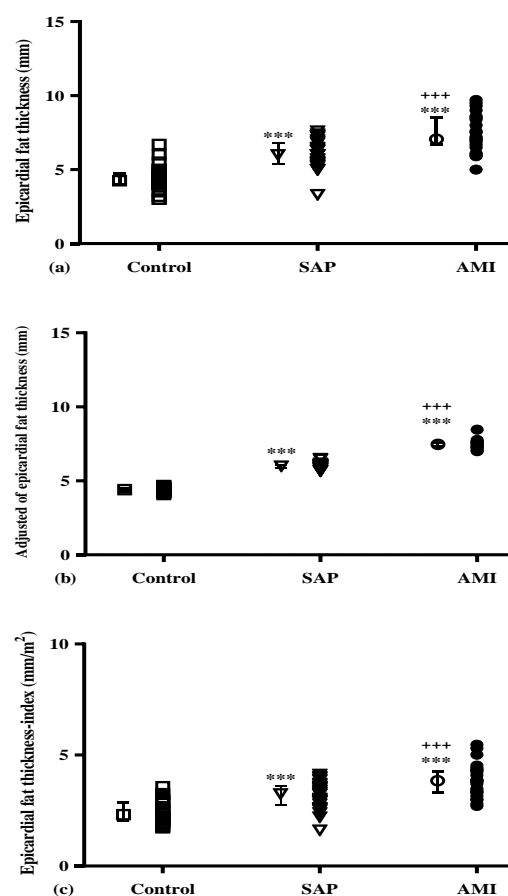 Epicardial fat thickness (mm)
15
10
5
0
***
+++
***
(a)
Control
SAP
AMI
Adjusted of epicardial fat thickness (mm)
15
10
5
0
***
+++
***
(b)
Control
SAP
AMI
Epicardial fat thickness-index (mm/m²)
10
5
0
***
+++
***
(c)
Control
SAP
AMI